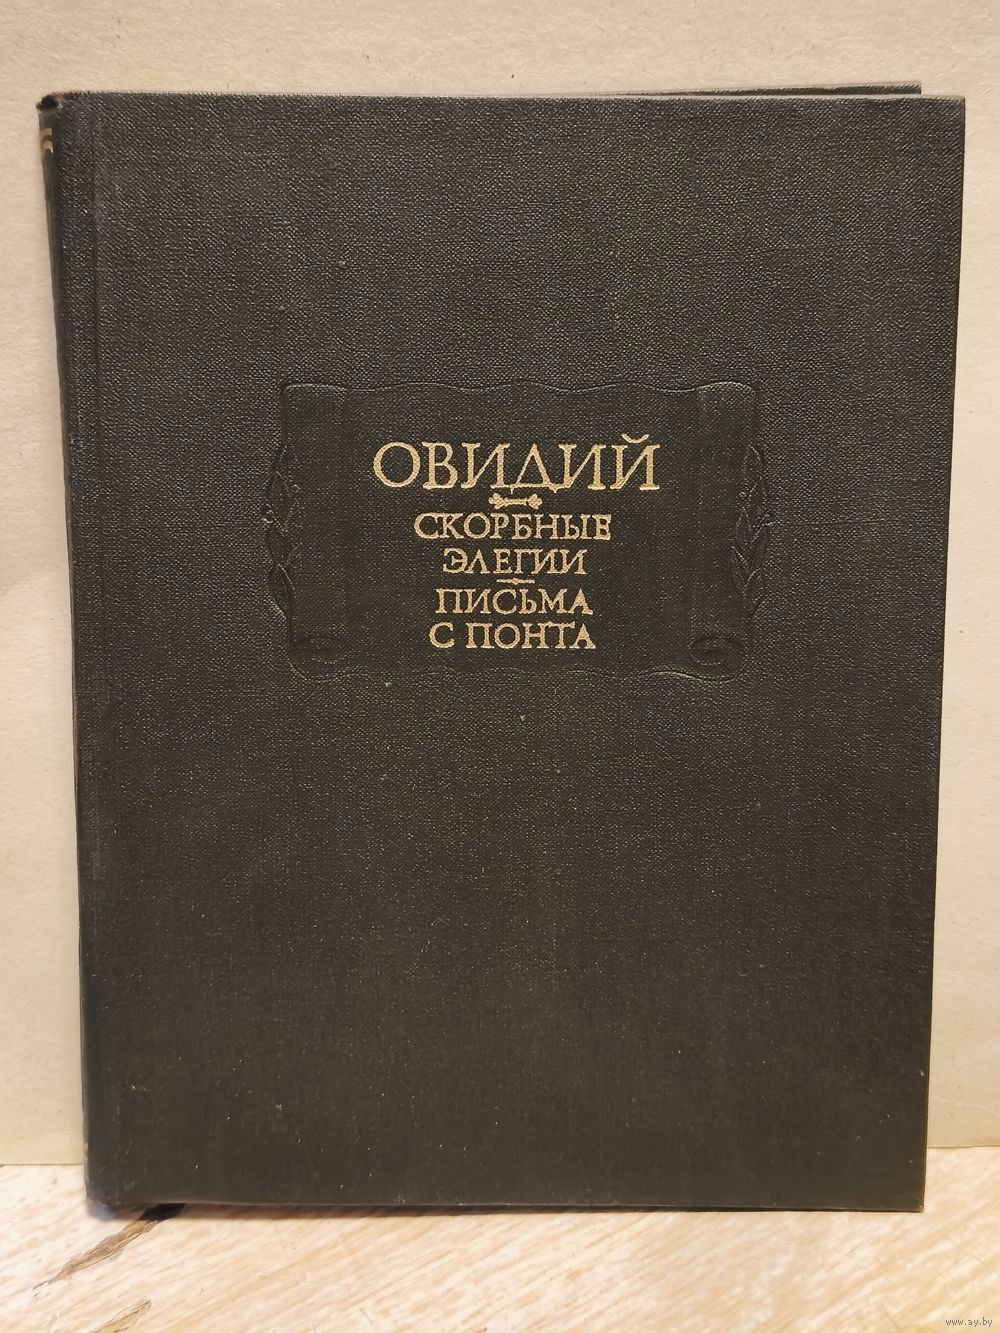 ОВИДИЙ
СКОРБНЫЕ
ЭЛЕГИИ
ПИСЬМА
С ПОНТА
www.ay.by